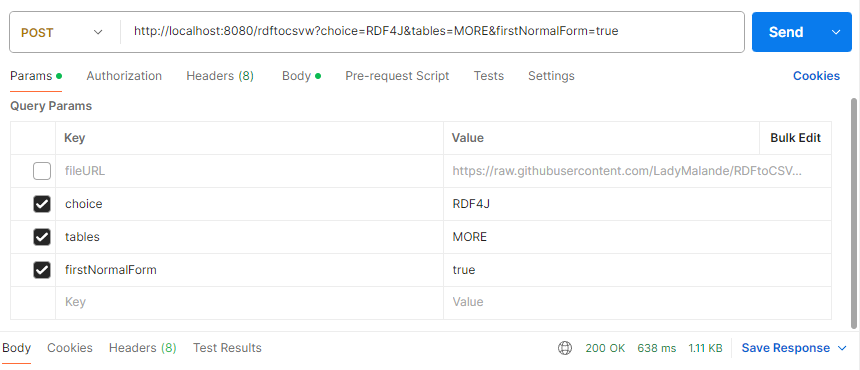 POST http://localhost:8080/rdftocsvw?choice=RDF4J&tables=MORE&firstNormalForm=true Send
Params Authorization Headers (8) Body Pre-request Script Tests Settings Cookies
Query Params
Key Value Bulk Edit
fileURL https://raw.githubusercontent.com/LadyMalande/RDFtoCSV...
choice RDF4J
tables MORE
firstNormalForm true
Key Value
Body Cookies Headers (8) Test Results 200 OK 638 ms 1.11 KB Save Response